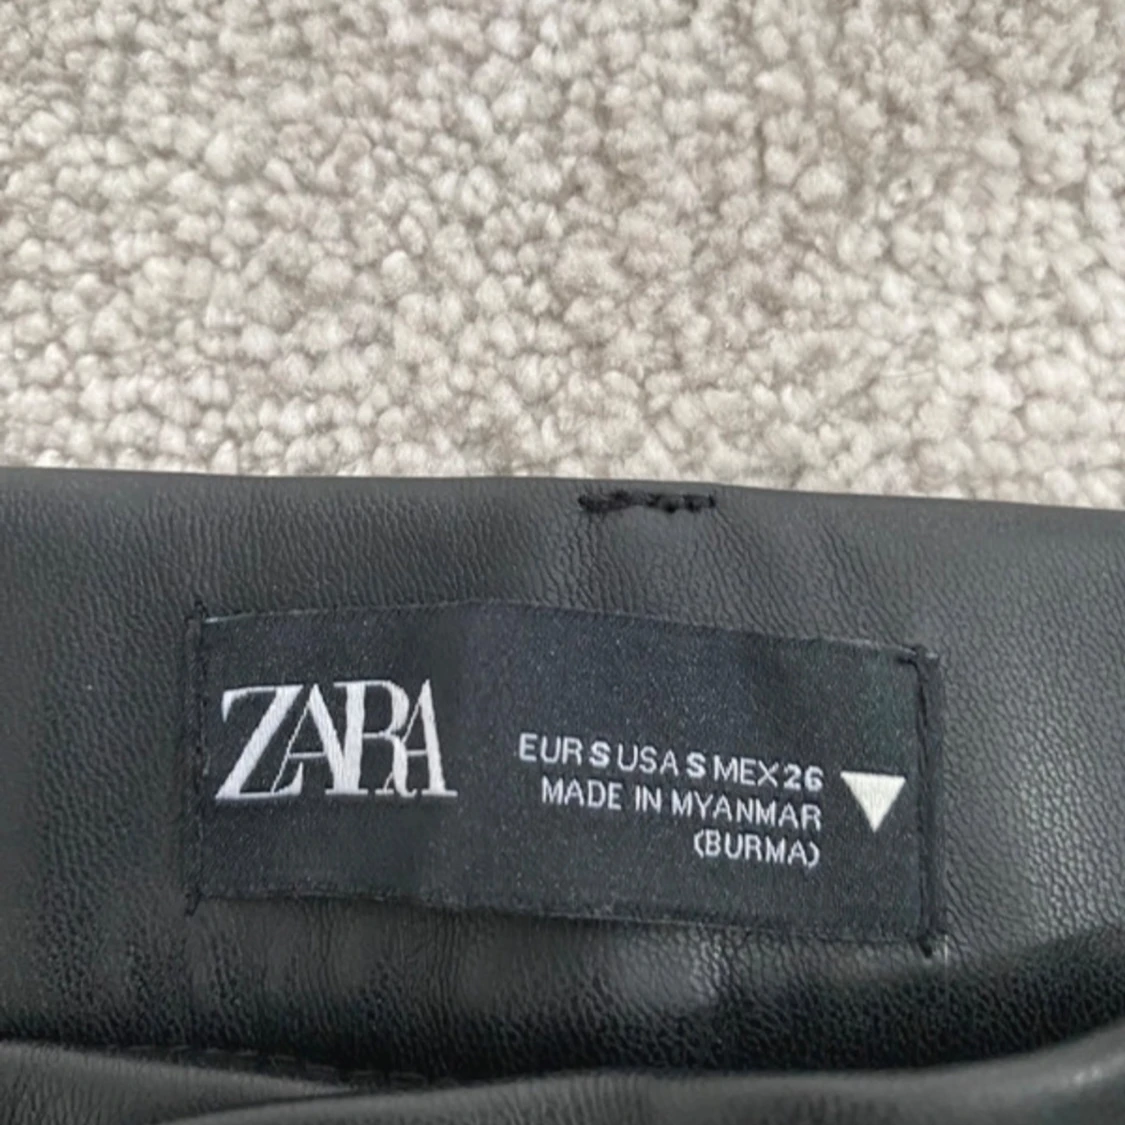 ZARA
EUR S USA S MEX 26
MADE IN MYANMAR
(BURMA)